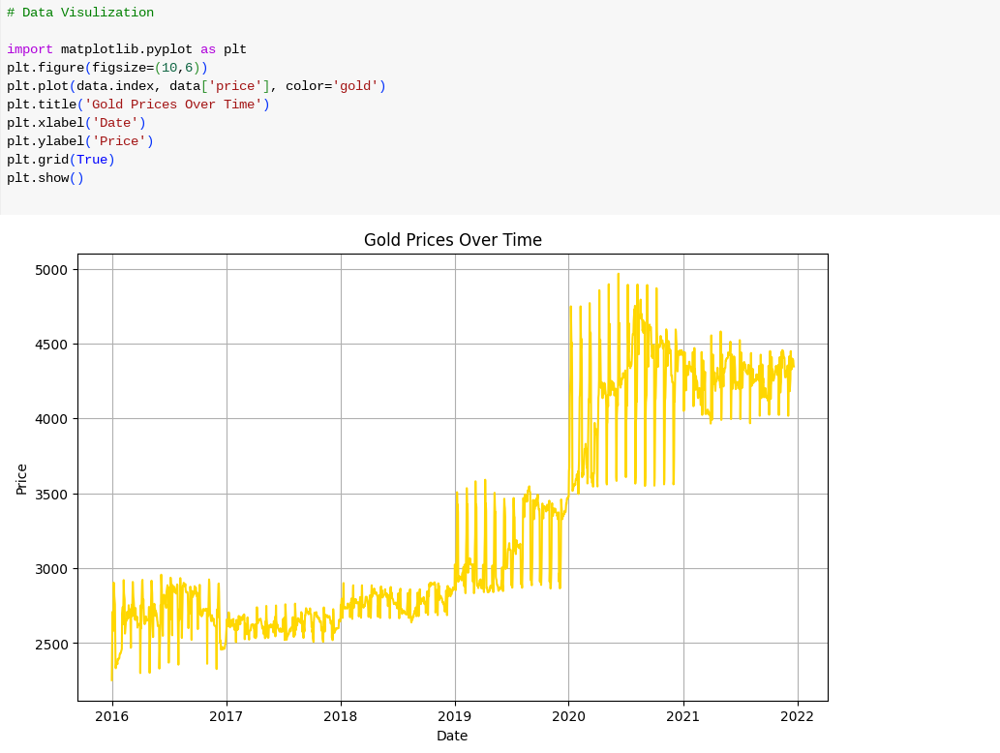 # Data Visulization
import matplotlib.pyplot as plt
plt.figure(figsize=(10,6))
plt.plot(data.index, data['price'], color='gold')
plt.title('Gold Prices Over Time')
plt.xlabel('Date')
plt.ylabel('Price')
plt.grid(True)
plt.show()
Gold Prices Over Time
5000
4500
4000
3500
3000
2500
Price
2016 2017 2018 2019 2020 2021 2022
Date